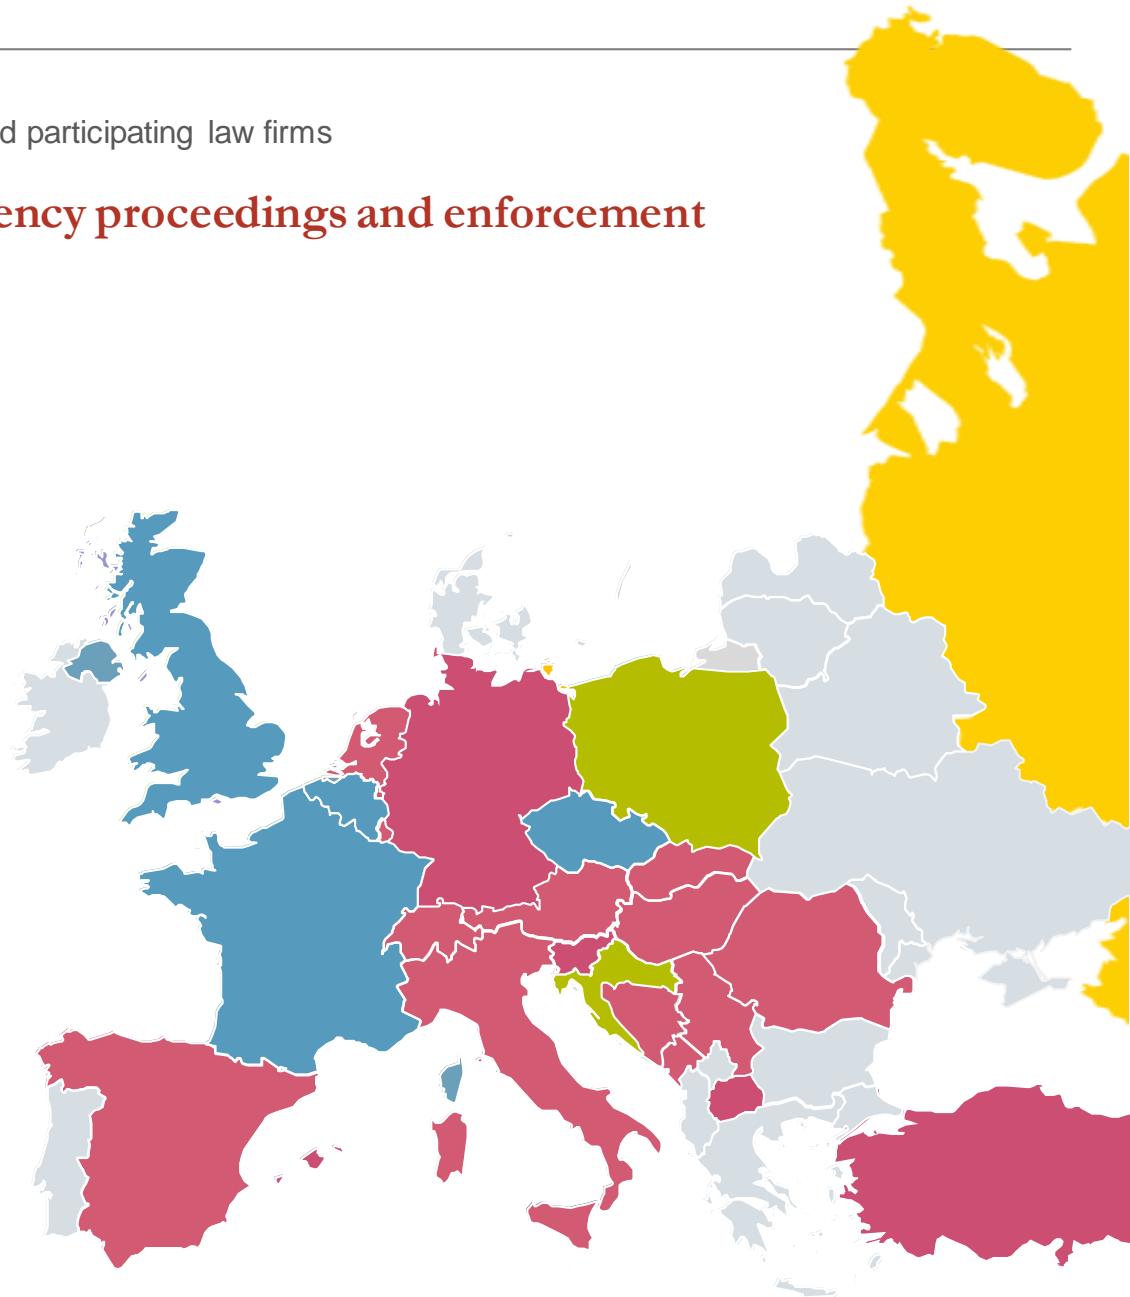 d participating law firms
ency proceedings and enforcement